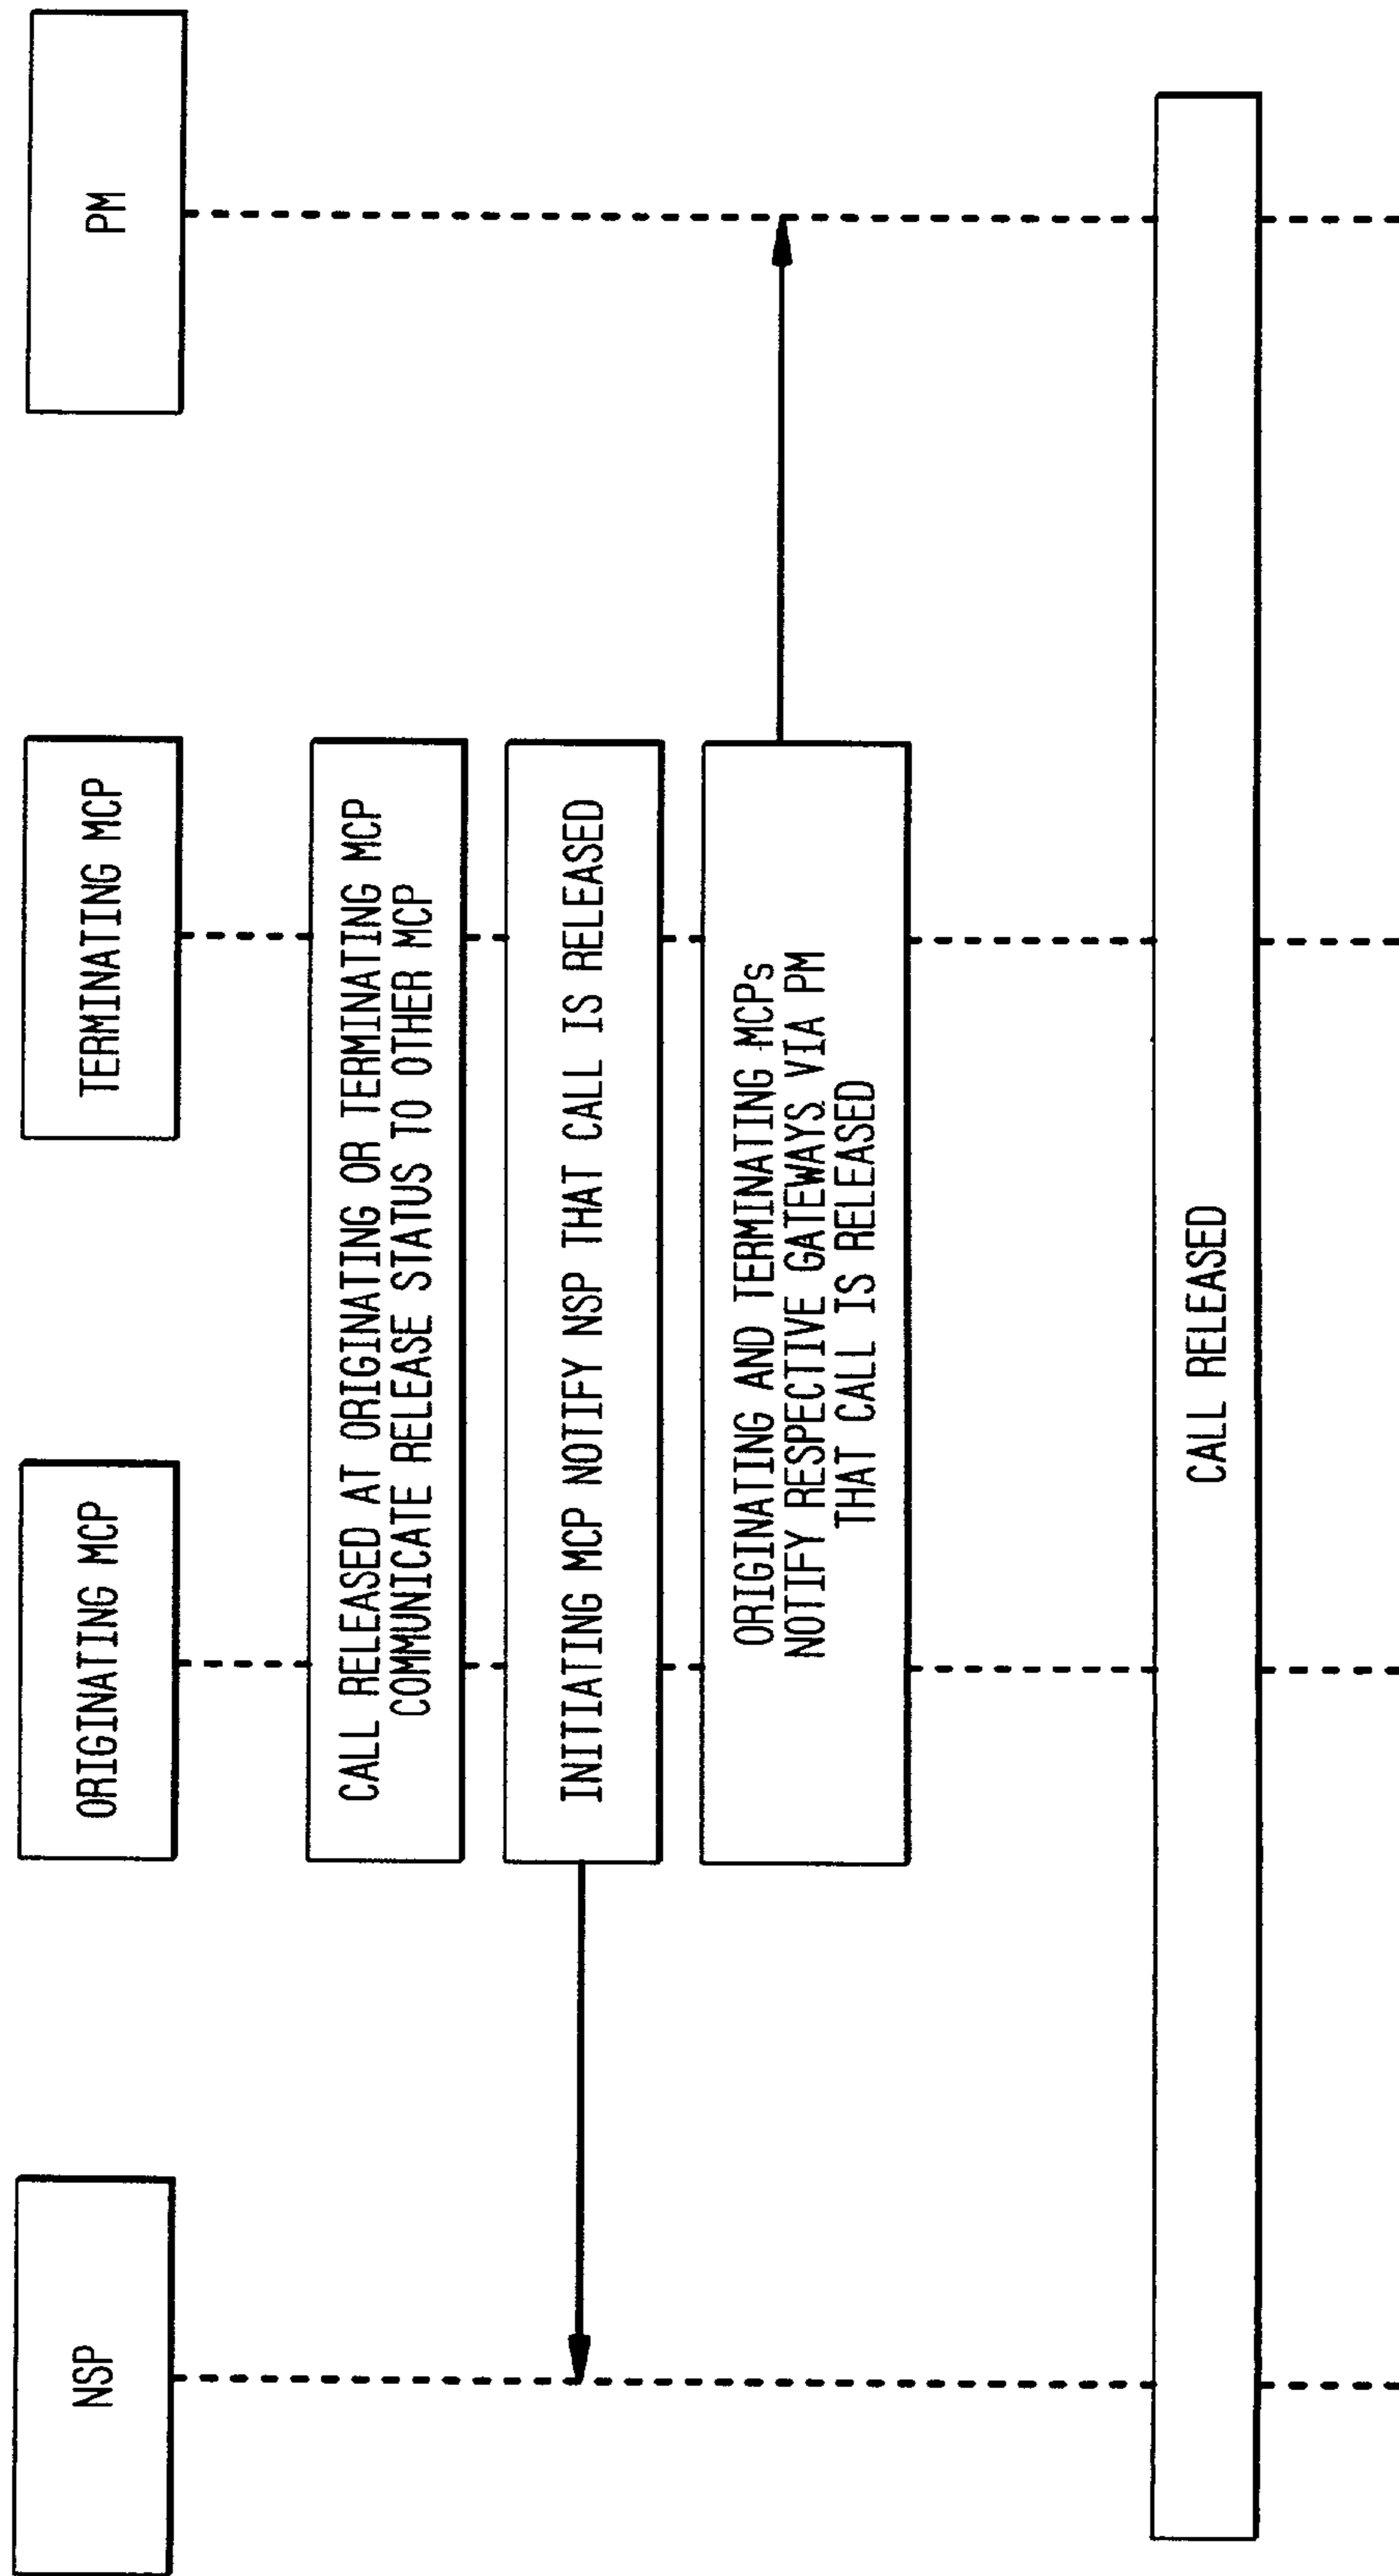 NSP
ORIGINATING MCP
TERMINATING MCP
PM
CALL RELEASED AT ORIGINATING OR TERMINATING MCP
COMMUNICATE RELEASE STATUS TO OTHER MCP
INITIATING MCP NOTIFY NSP THAT CALL IS RELEASED
ORIGINATING AND TERMINATING MCPs
NOTIFY RESPECTIVE GATEWAYS VIA PM
THAT CALL IS RELEASED
CALL RELEASED